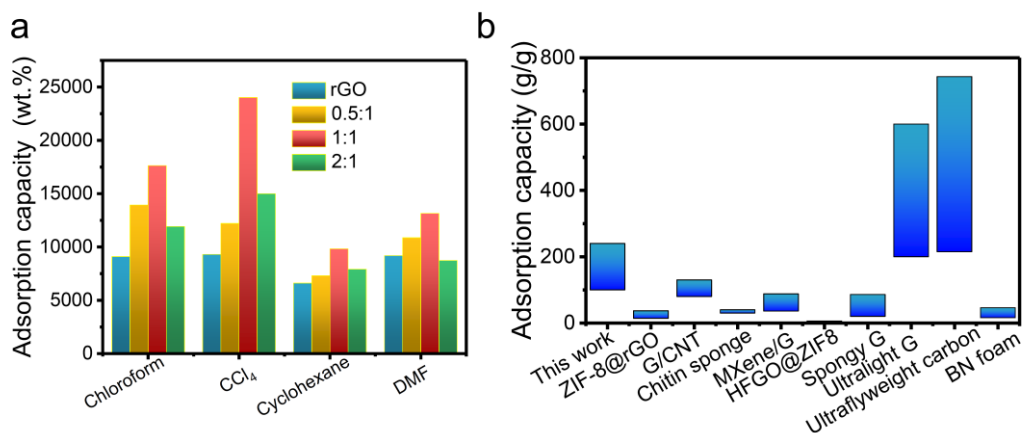 a
Adsorption capacity (wt.%)
25000
20000
15000
10000
5000
0
rGO
0.5:1
1:1
2:1
Chloroform
CCl₄
Cyclohexane
DMF
b
Adsorption capacity (g/g)
800
600
400
200
0
This work
ZIF-8@rGO
G/CNT
Chitin sponge
MXene/G
HFGO@ZIF8
Spongy G
Ultralight G
Ultraflyweight carbon
BN foam